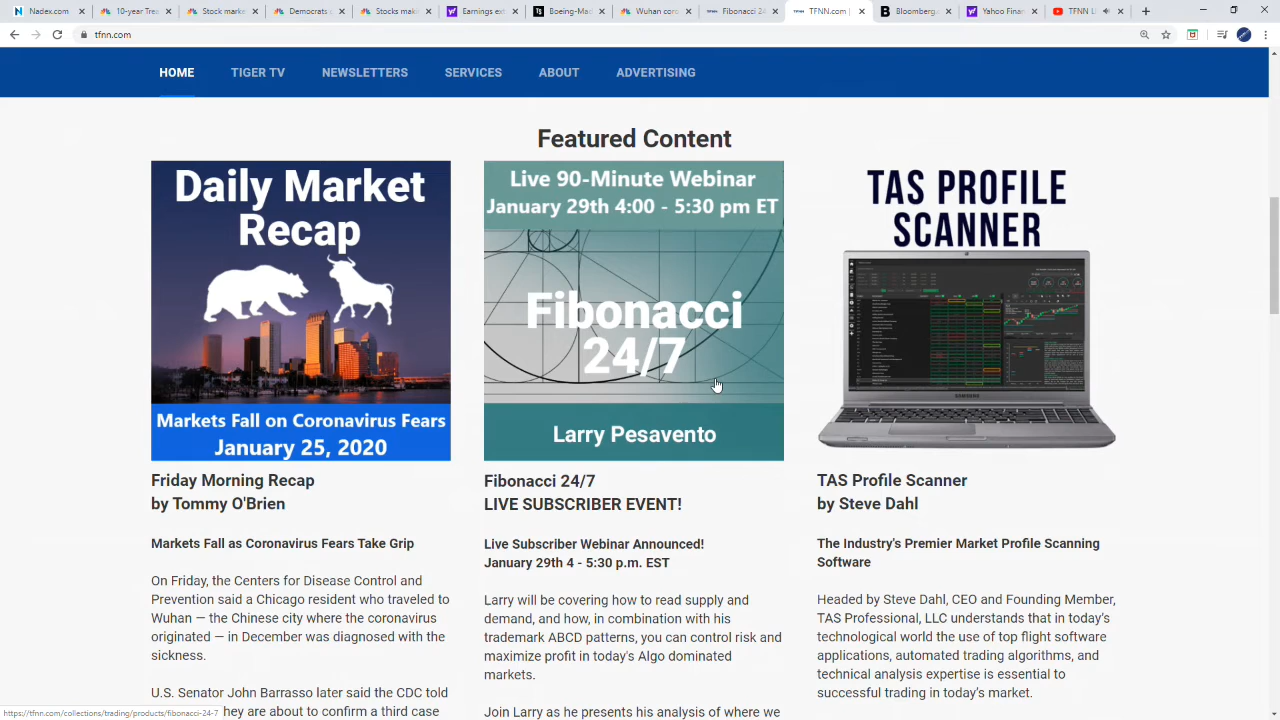 Nadex.com
10-year Tre
Stock mark
Democrats
Stocks mak
Earnings e
Boeing-Mad
Wuhan cor
Fibonacci 24
TFNN.com |
Bloomberg
Yahoo Finan
TFNN L
tfnn.com
HOME
TIGER TV
NEWSLETTERS
SERVICES
ABOUT
ADVERTISING
Featured Content
Daily Market
Recap
Markets Fall on Coronavirus Fears
January 25, 2020
Friday Morning Recap
by Tommy O'Brien
Markets Fall as Coronavirus Fears Take Grip
On Friday, the Centers for Disease Control and
Prevention said a Chicago resident who traveled to
Wuhan — the Chinese city where the coronavirus
originated — in December was diagnosed with the
sickness.
U.S. Senator John Barrasso later said the CDC told
hey are about to confirm a third case
Live 90-Minute Webinar
January 29th 4:00 - 5:30 pm ET
Fibonacci
24/7
Larry Pesavento
Fibonacci 24/7
LIVE SUBSCRIBER EVENT!
Live Subscriber Webinar Announced!
January 29th 4 - 5:30 p.m. EST
Larry will be covering how to read supply and
demand, and how, in combination with his
trademark ABCD patterns, you can control risk and
maximize profit in today's Algo dominated
markets.
Join Larry as he presents his analysis of where we
TAS PROFILE
SCANNER
SAMSUNG
TAS Profile Scanner
by Steve Dahl
The Industry's Premier Market Profile Scanning
Software
Headed by Steve Dahl, CEO and Founding Member,
TAS Professional, LLC understands that in today's
technological world the use of top flight software
applications, automated trading algorithms, and
technical analysis expertise is essential to
successful trading in today's market.
https://tfnn.com/collections/trading/products/fibonacci-24-7